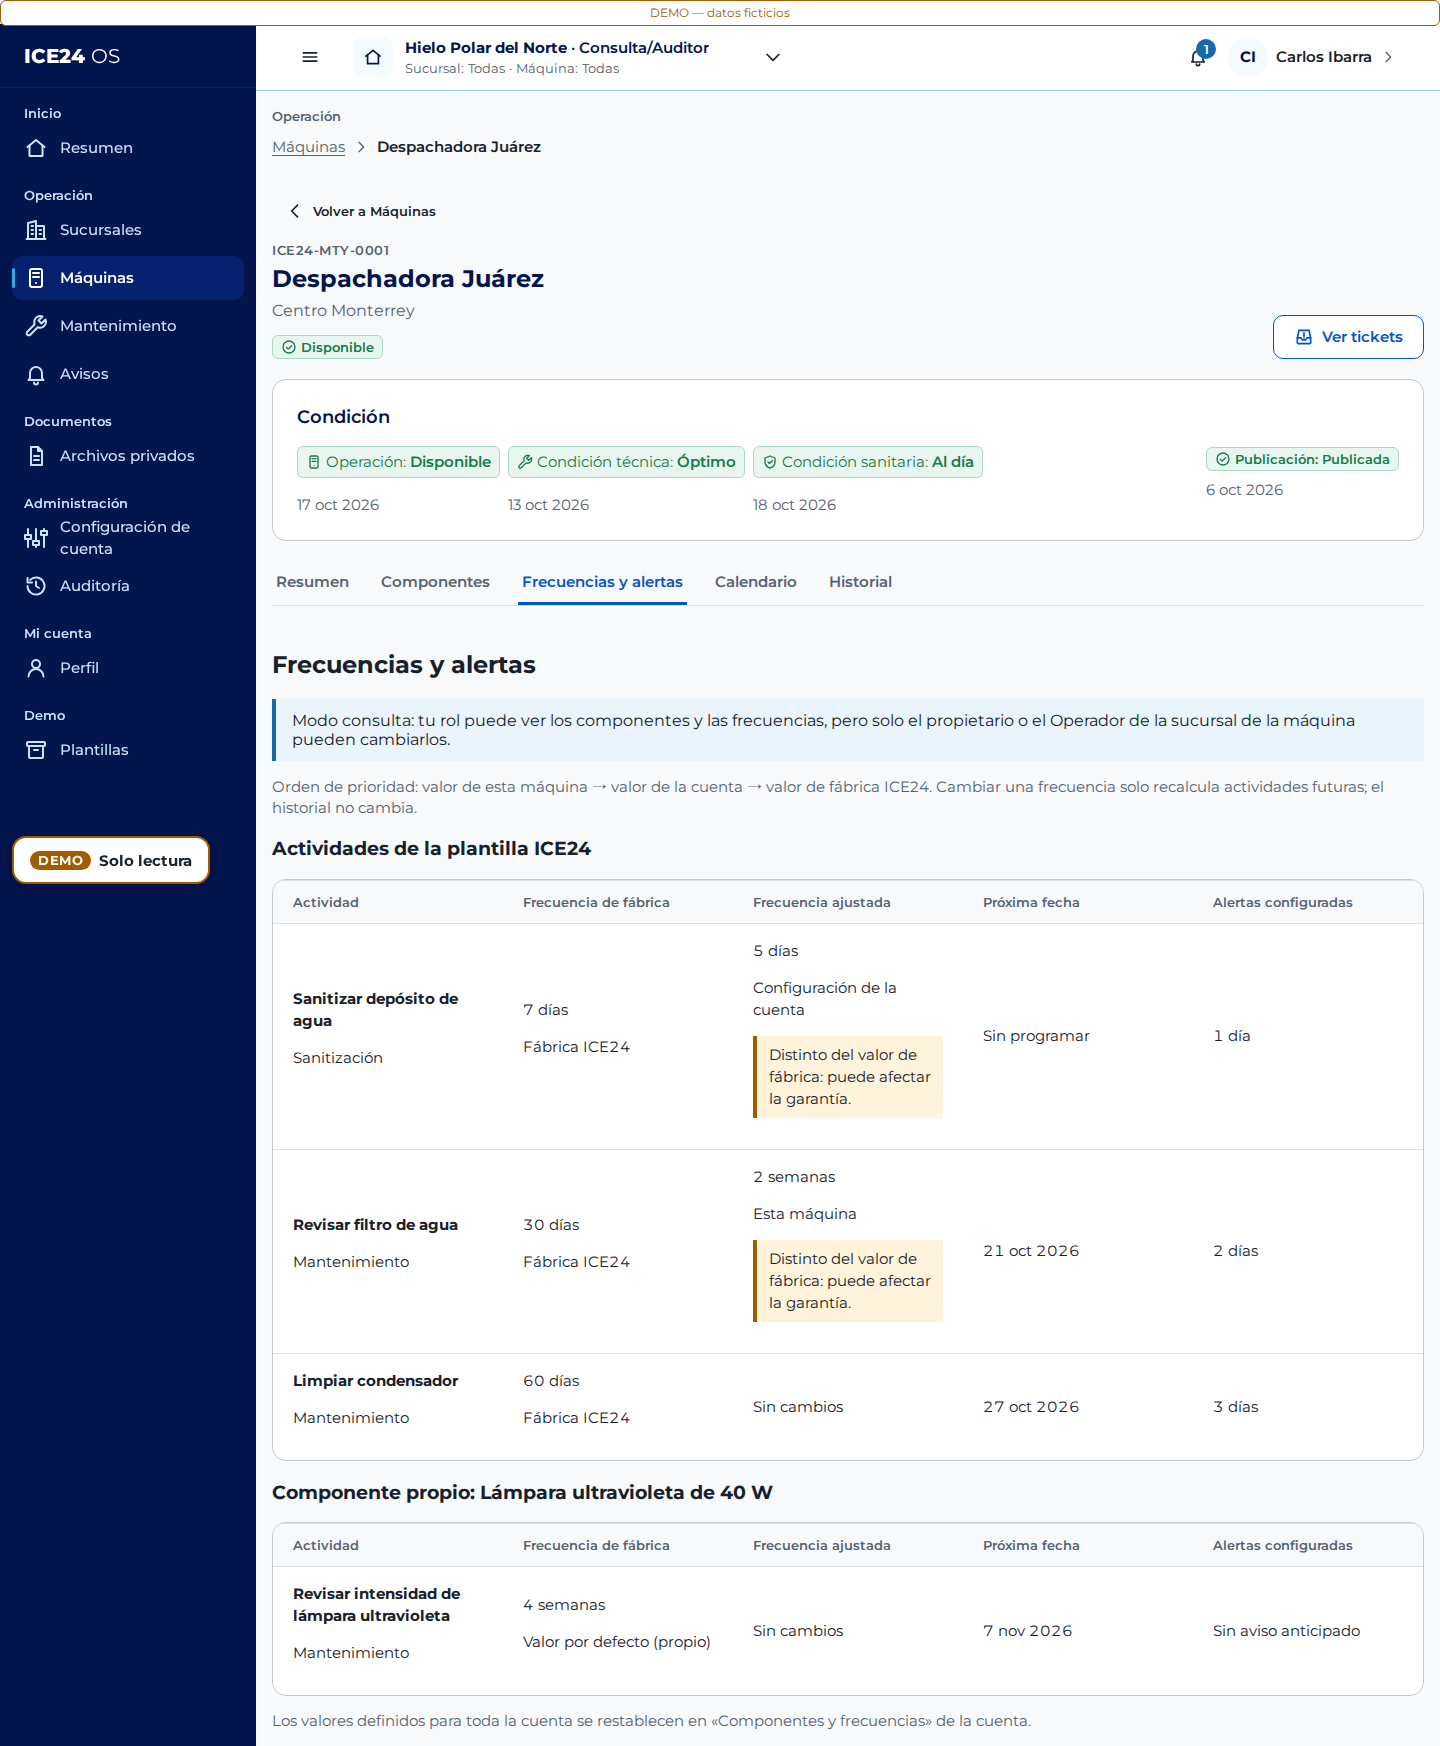 DEMO — datos ficticios
ICE24 OS
Inicio
Resumen
Operación
Sucursales
Máquinas
Mantenimiento
Avisos
Documentos
Archivos privados
Administración
Configuración de
cuenta
Auditoría
Mi cuenta
Perfil
Demo
Plantillas
DEMO Solo lectura
Hielo Polar del Norte · Consulta/Auditor
Sucursal: Todas · Máquina: Todas
1
CI
Carlos Ibarra
Operación
Máquinas
Despachadora Juárez
Volver a Máquinas
ICE24-MTY-0001
Despachadora Juárez
Centro Monterrey
Disponible
Ver tickets
Condición
Operación: Disponible
17 oct 2026
Condición técnica: Óptimo
13 oct 2026
Condición sanitaria: Al día
18 oct 2026
Publicación: Publicada
6 oct 2026
Resumen
Componentes
Frecuencias y alertas
Calendario
Historial
Frecuencias y alertas
Modo consulta: tu rol puede ver los componentes y las frecuencias, pero solo el propietario o el Operador de la sucursal de la máquina
pueden cambiarlos.
Orden de prioridad: valor de esta máquina → valor de la cuenta → valor de fábrica ICE24. Cambiar una frecuencia solo recalcula actividades futuras; el
historial no cambia.
Actividades de la plantilla ICE24
Actividad
Frecuencia de fábrica
Frecuencia ajustada
Próxima fecha
Alertas configuradas
Sanitizar depósito de
agua
Sanitización
7 días
Fábrica ICE24
5 días
Configuración de la
cuenta
Distinto del valor de
fábrica: puede afectar
la garantía.
Sin programar
1 día
Revisar filtro de agua
Mantenimiento
30 días
Fábrica ICE24
2 semanas
Esta máquina
Distinto del valor de
fábrica: puede afectar
la garantía.
21 oct 2026
2 días
Limpiar condensador
Mantenimiento
60 días
Fábrica ICE24
Sin cambios
27 oct 2026
3 días
Componente propio: Lámpara ultravioleta de 40 W
Actividad
Frecuencia de fábrica
Frecuencia ajustada
Próxima fecha
Alertas configuradas
Revisar intensidad de
lámpara ultravioleta
Mantenimiento
4 semanas
Valor por defecto (propio)
Sin cambios
7 nov 2026
Sin aviso anticipado
Los valores definidos para toda la cuenta se restablecen en «Componentes y frecuencias» de la cuenta.